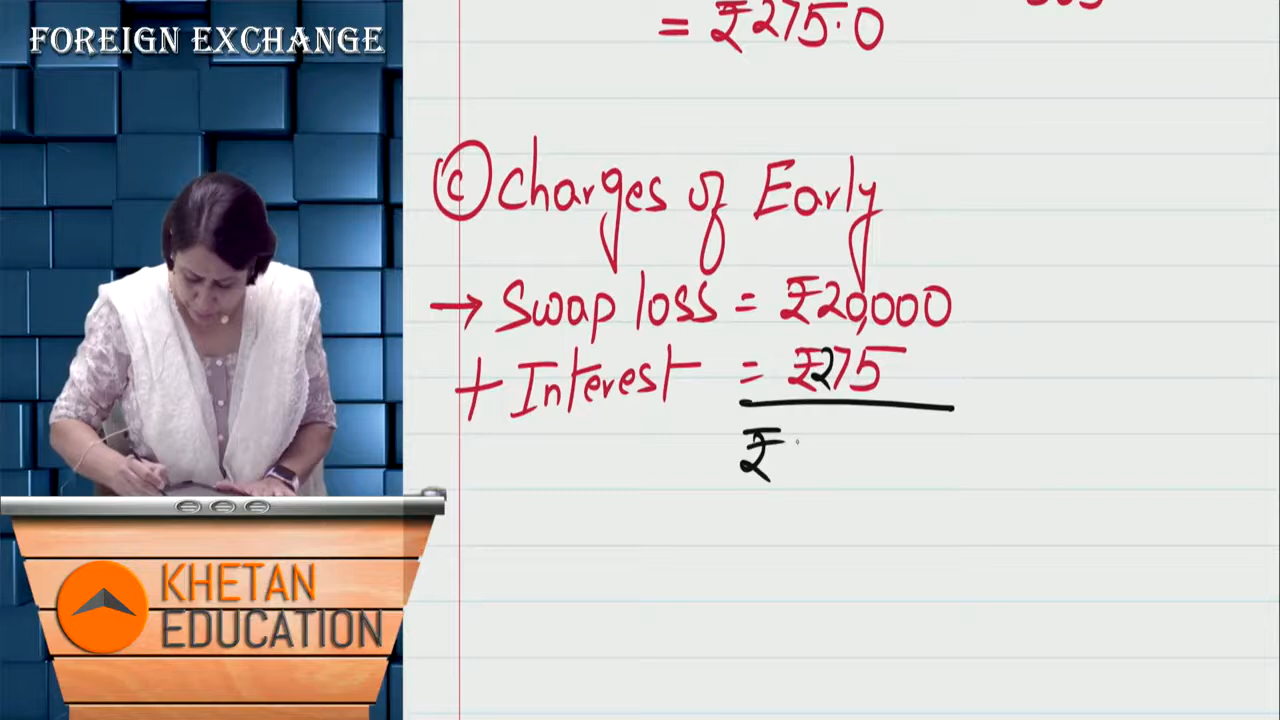 FOREIGN EXCHANGE
= ₹275.0
(c) Charges of Early
→ Swap loss = ₹20,000
+ Interest = ₹275
₹
KHETAN
EDUCATION